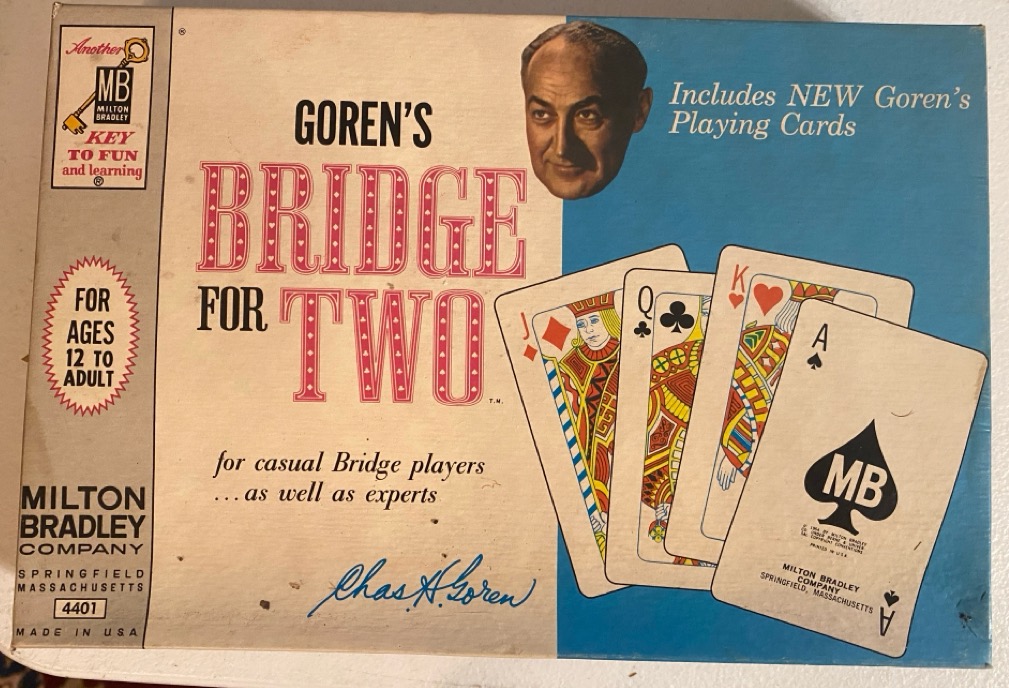 ®
Another
MB
MILTON
BRADLEY
KEY
TO FUN
and learning
®
GOREN'S
BRIDGE
FOR TWO
T.M.
Includes NEW Goren's
Playing Cards
FOR
AGES
12 TO
ADULT
for casual Bridge players
...as well as experts
Chas. H. Goren
J
Q
K
A
MB
PRINTED IN U.S.A.
MILTON BRADLEY
COMPANY
SPRINGFIELD, MASSACHUSETTS
A
MILTON
BRADLEY
COMPANY
SPRINGFIELD
MASSACHUSETTS
4401
MADE IN U.S.A.